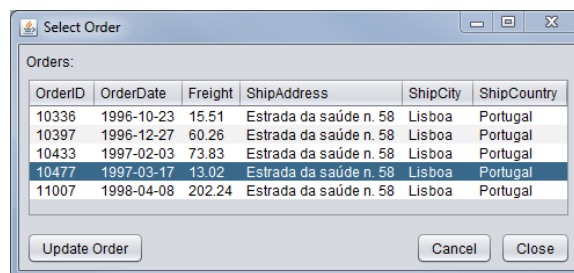 Select Order
Orders:
OrderID OrderDate Freight ShipAddress ShipCity ShipCountry
10336 1996-10-23 15.51 Estrada da saúde n. 58 Lisboa Portugal
10397 1996-12-27 60.26 Estrada da saúde n. 58 Lisboa Portugal
10433 1997-02-03 73.83 Estrada da saúde n. 58 Lisboa Portugal
10477 1997-03-17 13.02 Estrada da saúde n. 58 Lisboa Portugal
11007 1998-04-08 202.24 Estrada da saúde n. 58 Lisboa Portugal
Update Order Cancel Close